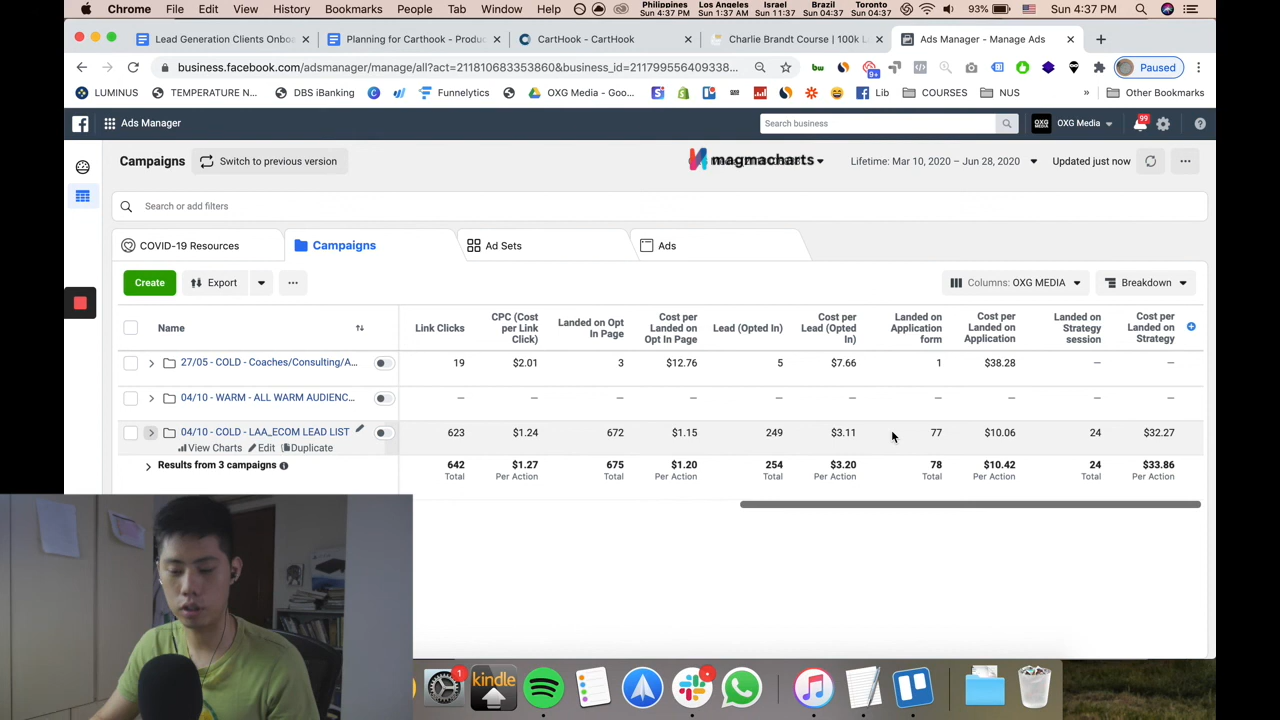 Chrome File Edit View History Bookmarks People Tab Window Help
Philippines Sun 4:37 PM Los Angeles Sun 1:37 AM Israel Sun 11:37 Brazil Sun 04:37 Toronto Sun 04:37
93% Sun 4:37 PM
Lead Generation Clients Onbo
Planning for Carthook - Produc
CartHook - CartHook
Charlie Brandt Course | 100k L
Ads Manager - Manage Ads
business.facebook.com/adsmanager/manage/all?act=211810683353860&business_id=211799556409338...
9+
Paused
LUMINUS
TEMPERATURE N...
DBS iBanking
Funnelytics
OXG Media - Goo...
Lib
COURSES
NUS
»
Other Bookmarks
Ads Manager
Search business
OXG MEDIA
OXG Media
99
Campaigns
Switch to previous version
magmacharts
Lifetime: Mar 10, 2020 – Jun 28, 2020
Updated just now
Search or add filters
COVID-19 Resources
Campaigns
Ad Sets
Ads
Create
Export
Columns: OXG MEDIA
Breakdown
Name
Link Clicks
CPC (Cost per Link Click)
Landed on Opt In Page
Cost per Landed on Opt In Page
Lead (Opted In)
Cost per Lead (Opted In)
Landed on Application form
Cost per Landed on Application
Landed on Strategy session
Cost per Landed on Strategy
27/05 - COLD - Coaches/Consulting/A... 19 $2.01 3 $12.76 5 $7.66 1 $38.28 — —
04/10 - WARM - ALL WARM AUDIENC... — — — — — — — — — —
04/10 - COLD - LAA_ECOM LEAD LIST 623 $1.24 672 $1.15 249 $3.11 77 $10.06 24 $32.27
View Charts Edit Duplicate
Results from 3 campaigns 642 $1.27 675 $1.20 254 $3.20 78 $10.42 24 $33.86
Total Per Action Total Per Action Total Per Action Total Per Action Total Per Action
1
kindle